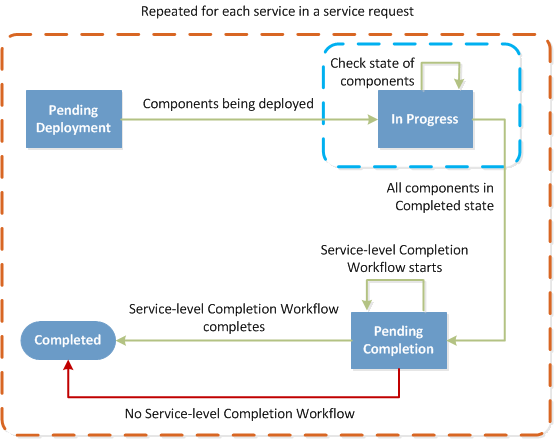 Repeated for each service in a service request
Check state of
components
Pending
Deployment
Components being deployed
In Progress
All components in
Completed state
Service-level Completion
Workflow starts
Service-level Completion Workflow
completes
Completed
Pending
Completion
No Service-level Completion Workflow